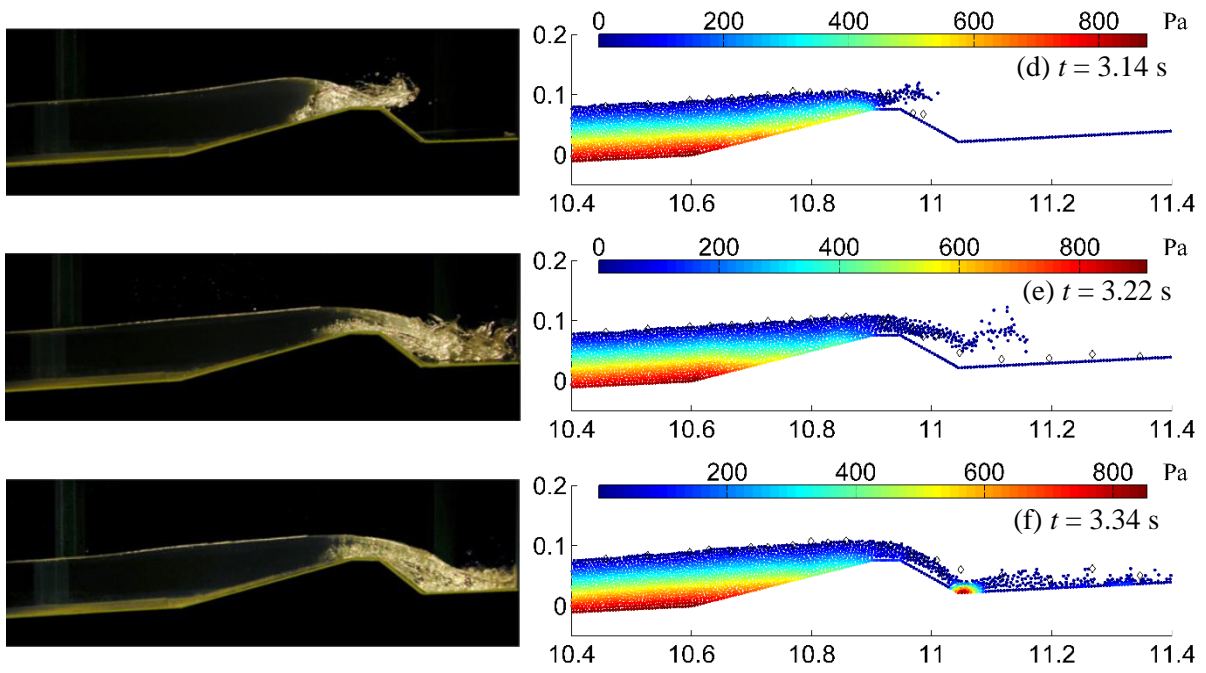 0 200 400 600 800 Pa
0.2
(d) t = 3.14 s
0.1
0
10.4 10.6 10.8 11 11.2 11.4
0 200 400 600 800 Pa
0.2
(e) t = 3.22 s
0.1
0
10.4 10.6 10.8 11 11.2 11.4
200 400 600 800 Pa
0.2
(f) t = 3.34 s
0.1
0
10.4 10.6 10.8 11 11.2 11.4